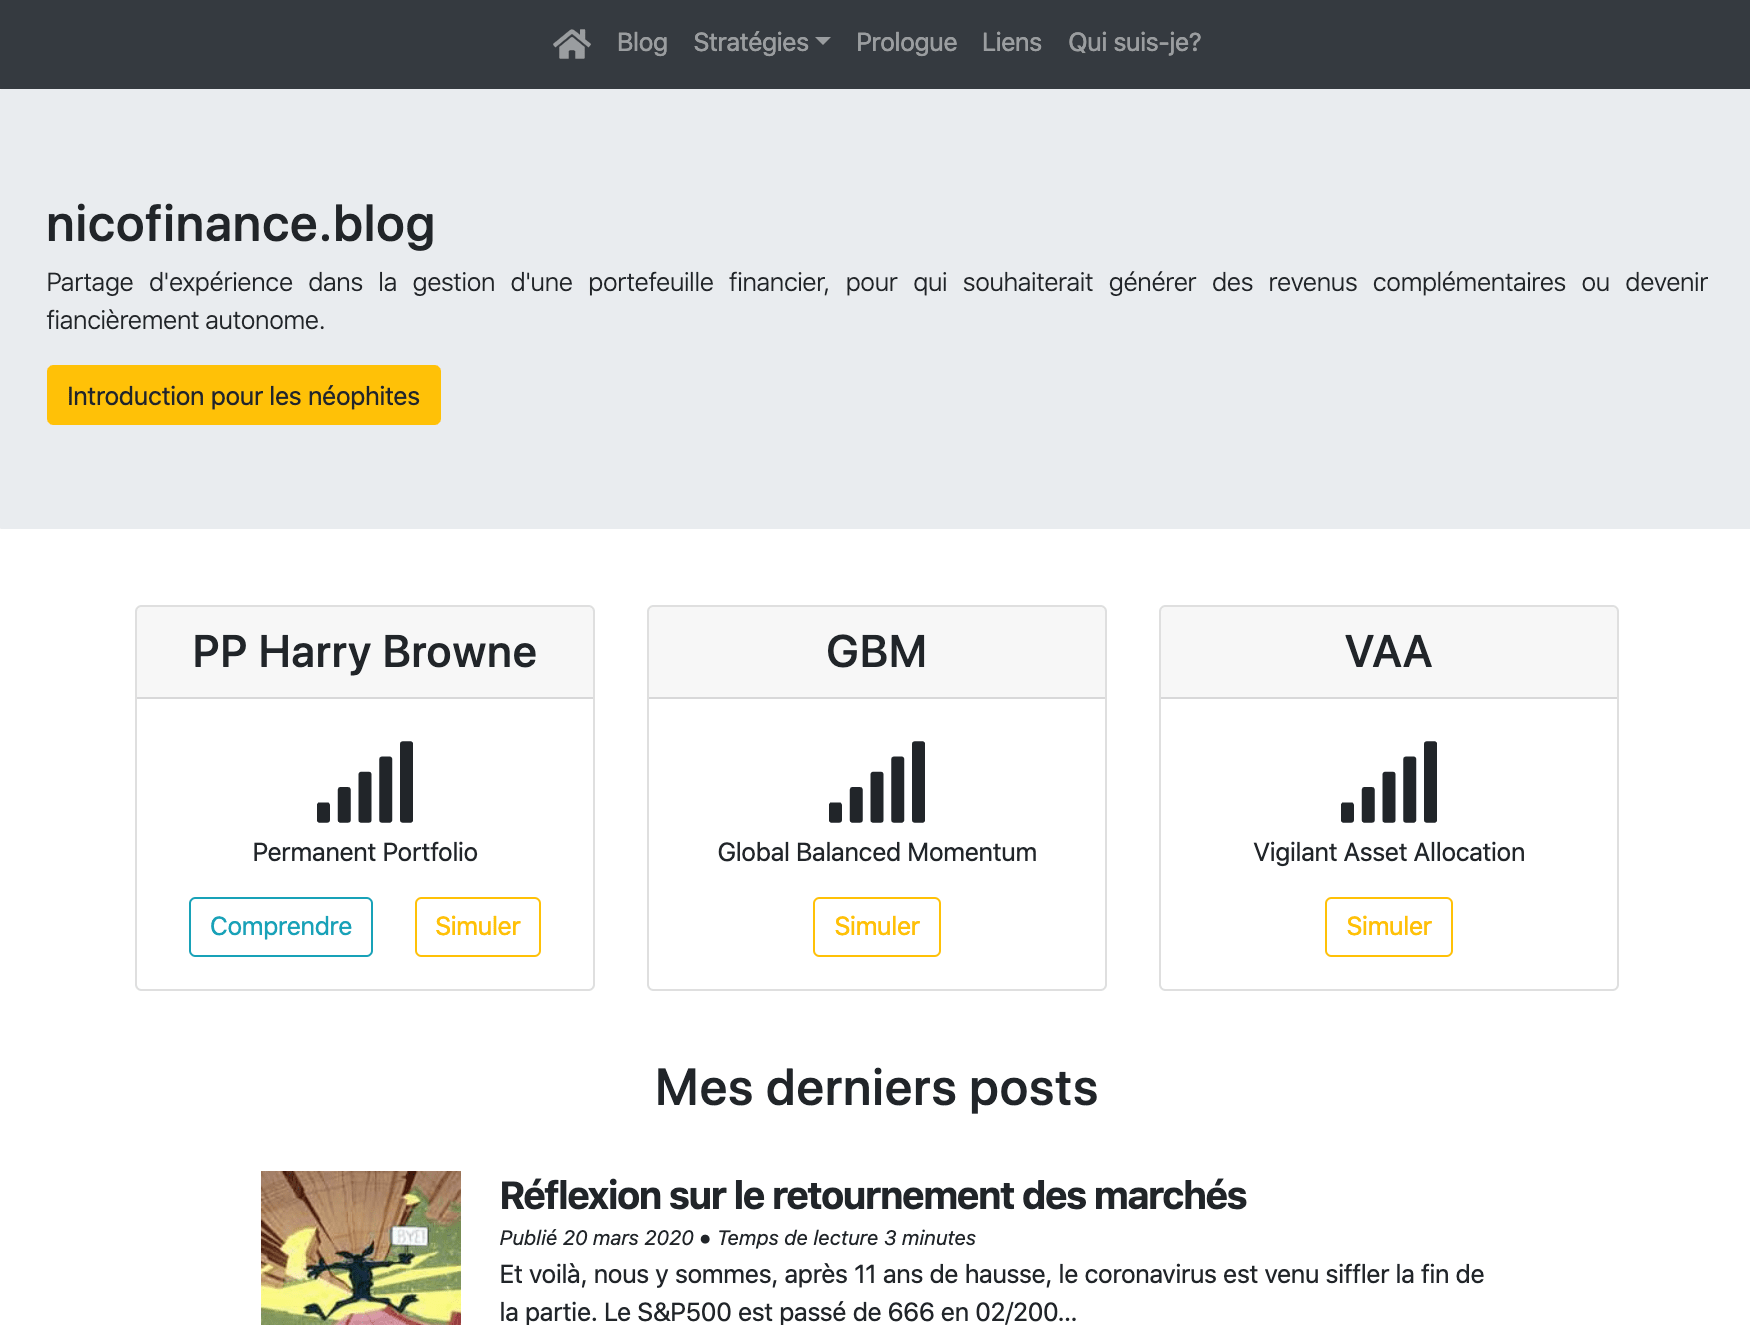 Blog Stratégies Prologue Liens Qui suis-je?
nicofinance.blog
Partage d'expérience dans la gestion d'une portefeuille financier, pour qui souhaiterait générer des revenus complémentaires ou devenir
fiancièrement autonome.
Introduction pour les néophites
PP Harry Browne
Permanent Portfolio
Comprendre Simuler
GBM
Global Balanced Momentum
Simuler
VAA
Vigilant Asset Allocation
Simuler
Mes derniers posts
BYE!
Réflexion sur le retournement des marchés
Publié 20 mars 2020 ● Temps de lecture 3 minutes
Et voilà, nous y sommes, après 11 ans de hausse, le coronavirus est venu siffler la fin de
la partie. Le S&P500 est passé de 666 en 02/200...